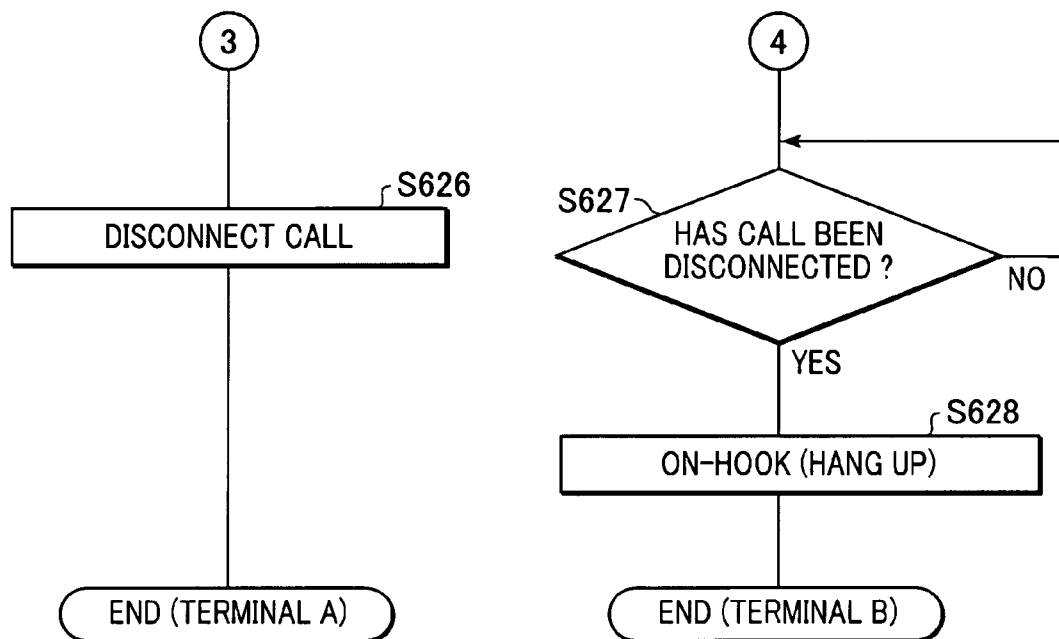 3
S626
DISCONNECT CALL
END (TERMINAL A)
4
S627
HAS CALL BEEN
DISCONNECTED ?
NO
YES
S628
ON-HOOK (HANG UP)
END (TERMINAL B)